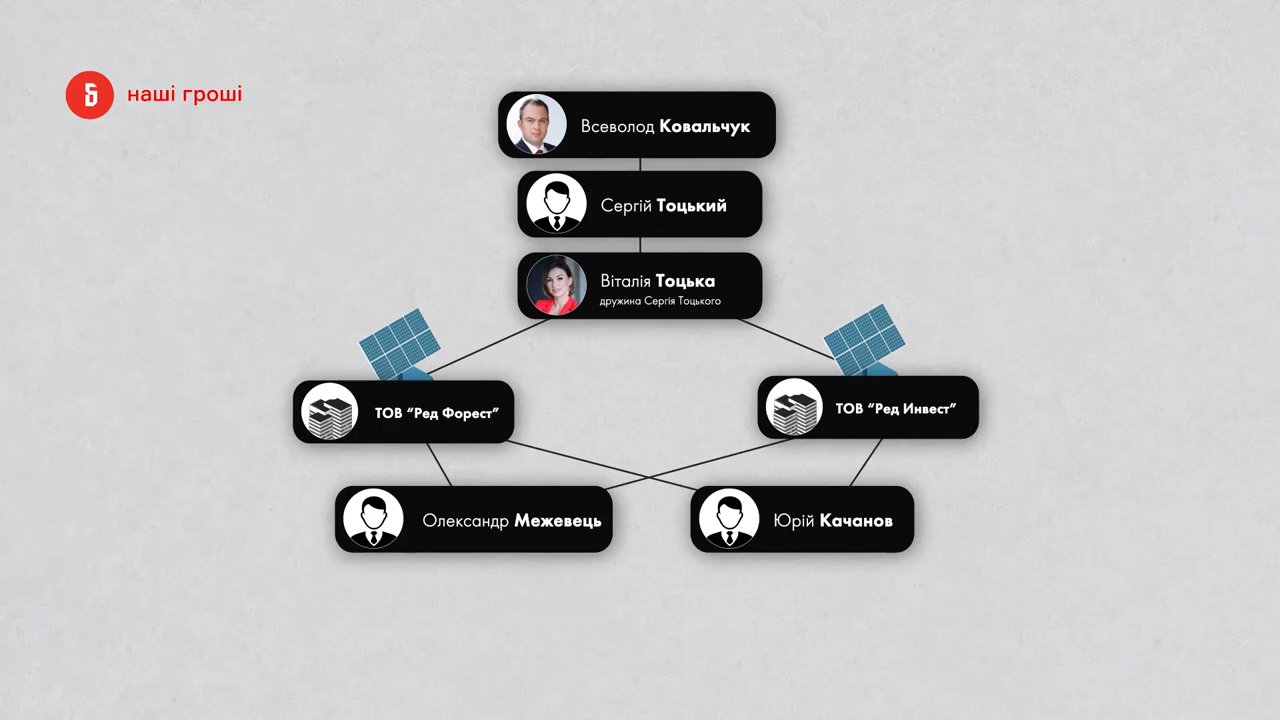 наші гроші
Всеволод Ковальчук
Сергій Тоцький
Віталія Тоцька
дружина Сергія Тоцького
ТОВ “Ред Форест”
ТОВ “Ред Инвест”
Олександр Межевець
Юрій Качанов